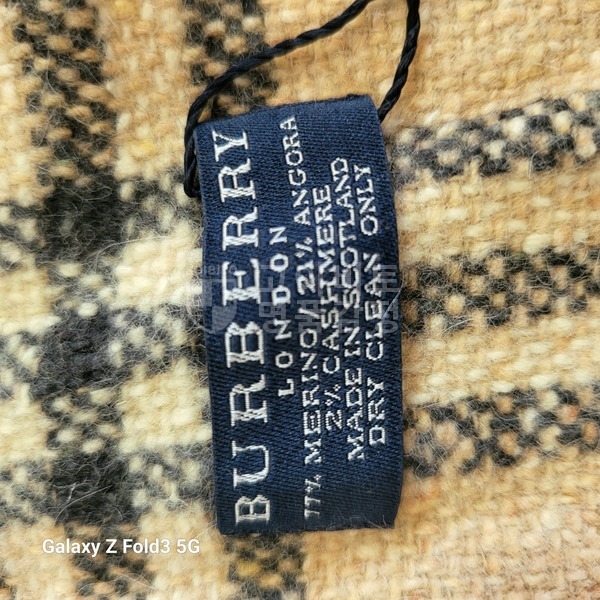 BURBERRY
LONDON
77% MERINO/ 21% ANGORA
2% CASHMERE
MADE IN SCOTLAND
DRY CLEAN ONLY
Galaxy Z Fold3 5G